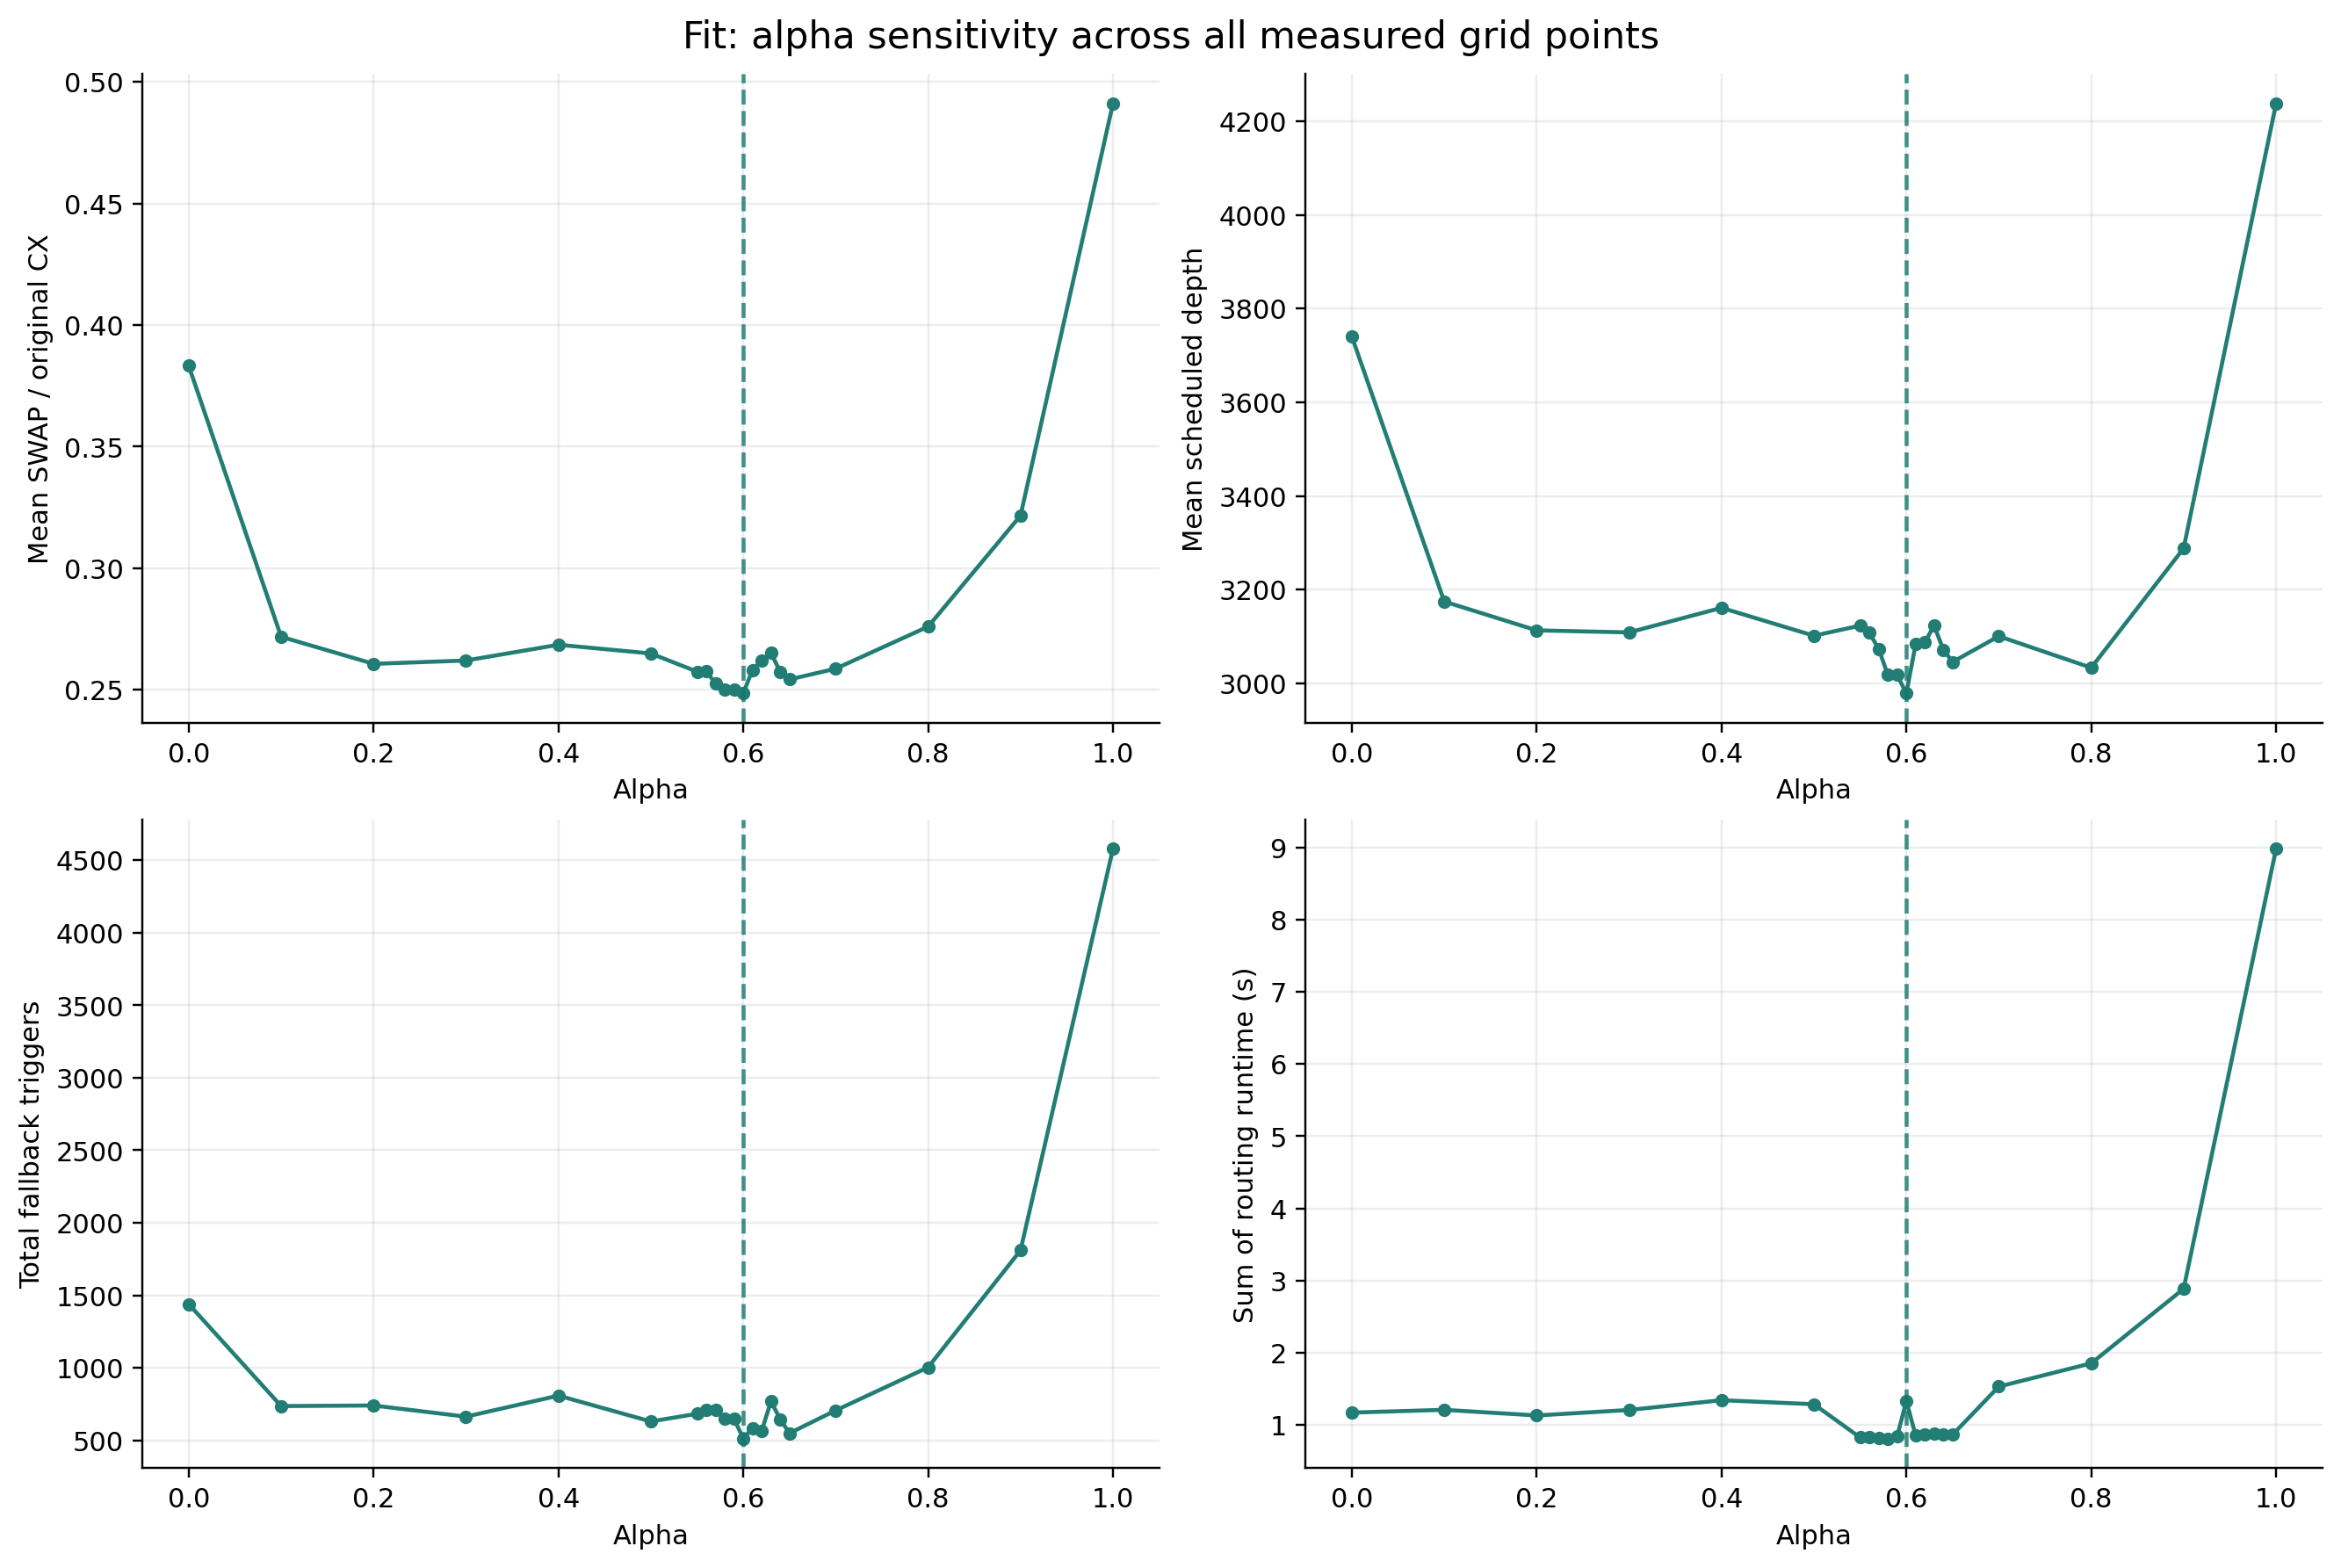 Fit: alpha sensitivity across all measured grid points
Mean SWAP / original CX
0.50
0.45
0.40
0.35
0.30
0.25
0.0 0.2 0.4 0.6 0.8 1.0
Alpha
Mean scheduled depth
4200
4000
3800
3600
3400
3200
3000
0.0 0.2 0.4 0.6 0.8 1.0
Alpha
Total fallback triggers
4500
4000
3500
3000
2500
2000
1500
1000
500
0.0 0.2 0.4 0.6 0.8 1.0
Alpha
Sum of routing runtime (s)
9
8
7
6
5
4
3
2
1
0.0 0.2 0.4 0.6 0.8 1.0
Alpha